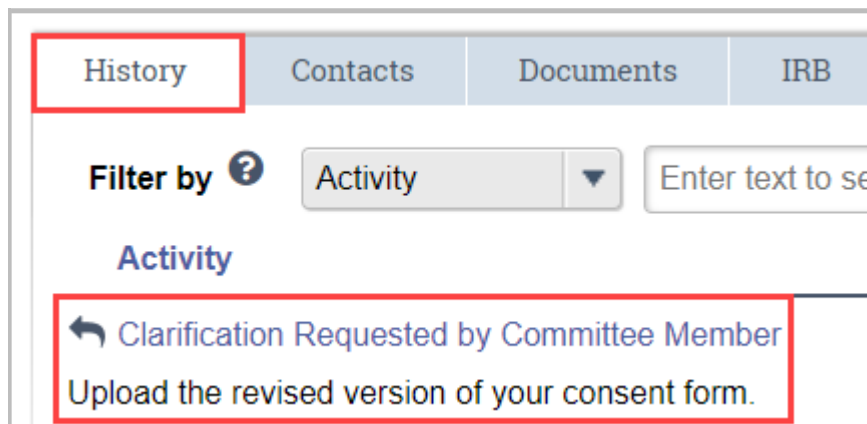 History Contacts Documents IRB
Filter by ? Activity Enter text to se
Activity
Clarification Requested by Committee Member
Upload the revised version of your consent form.